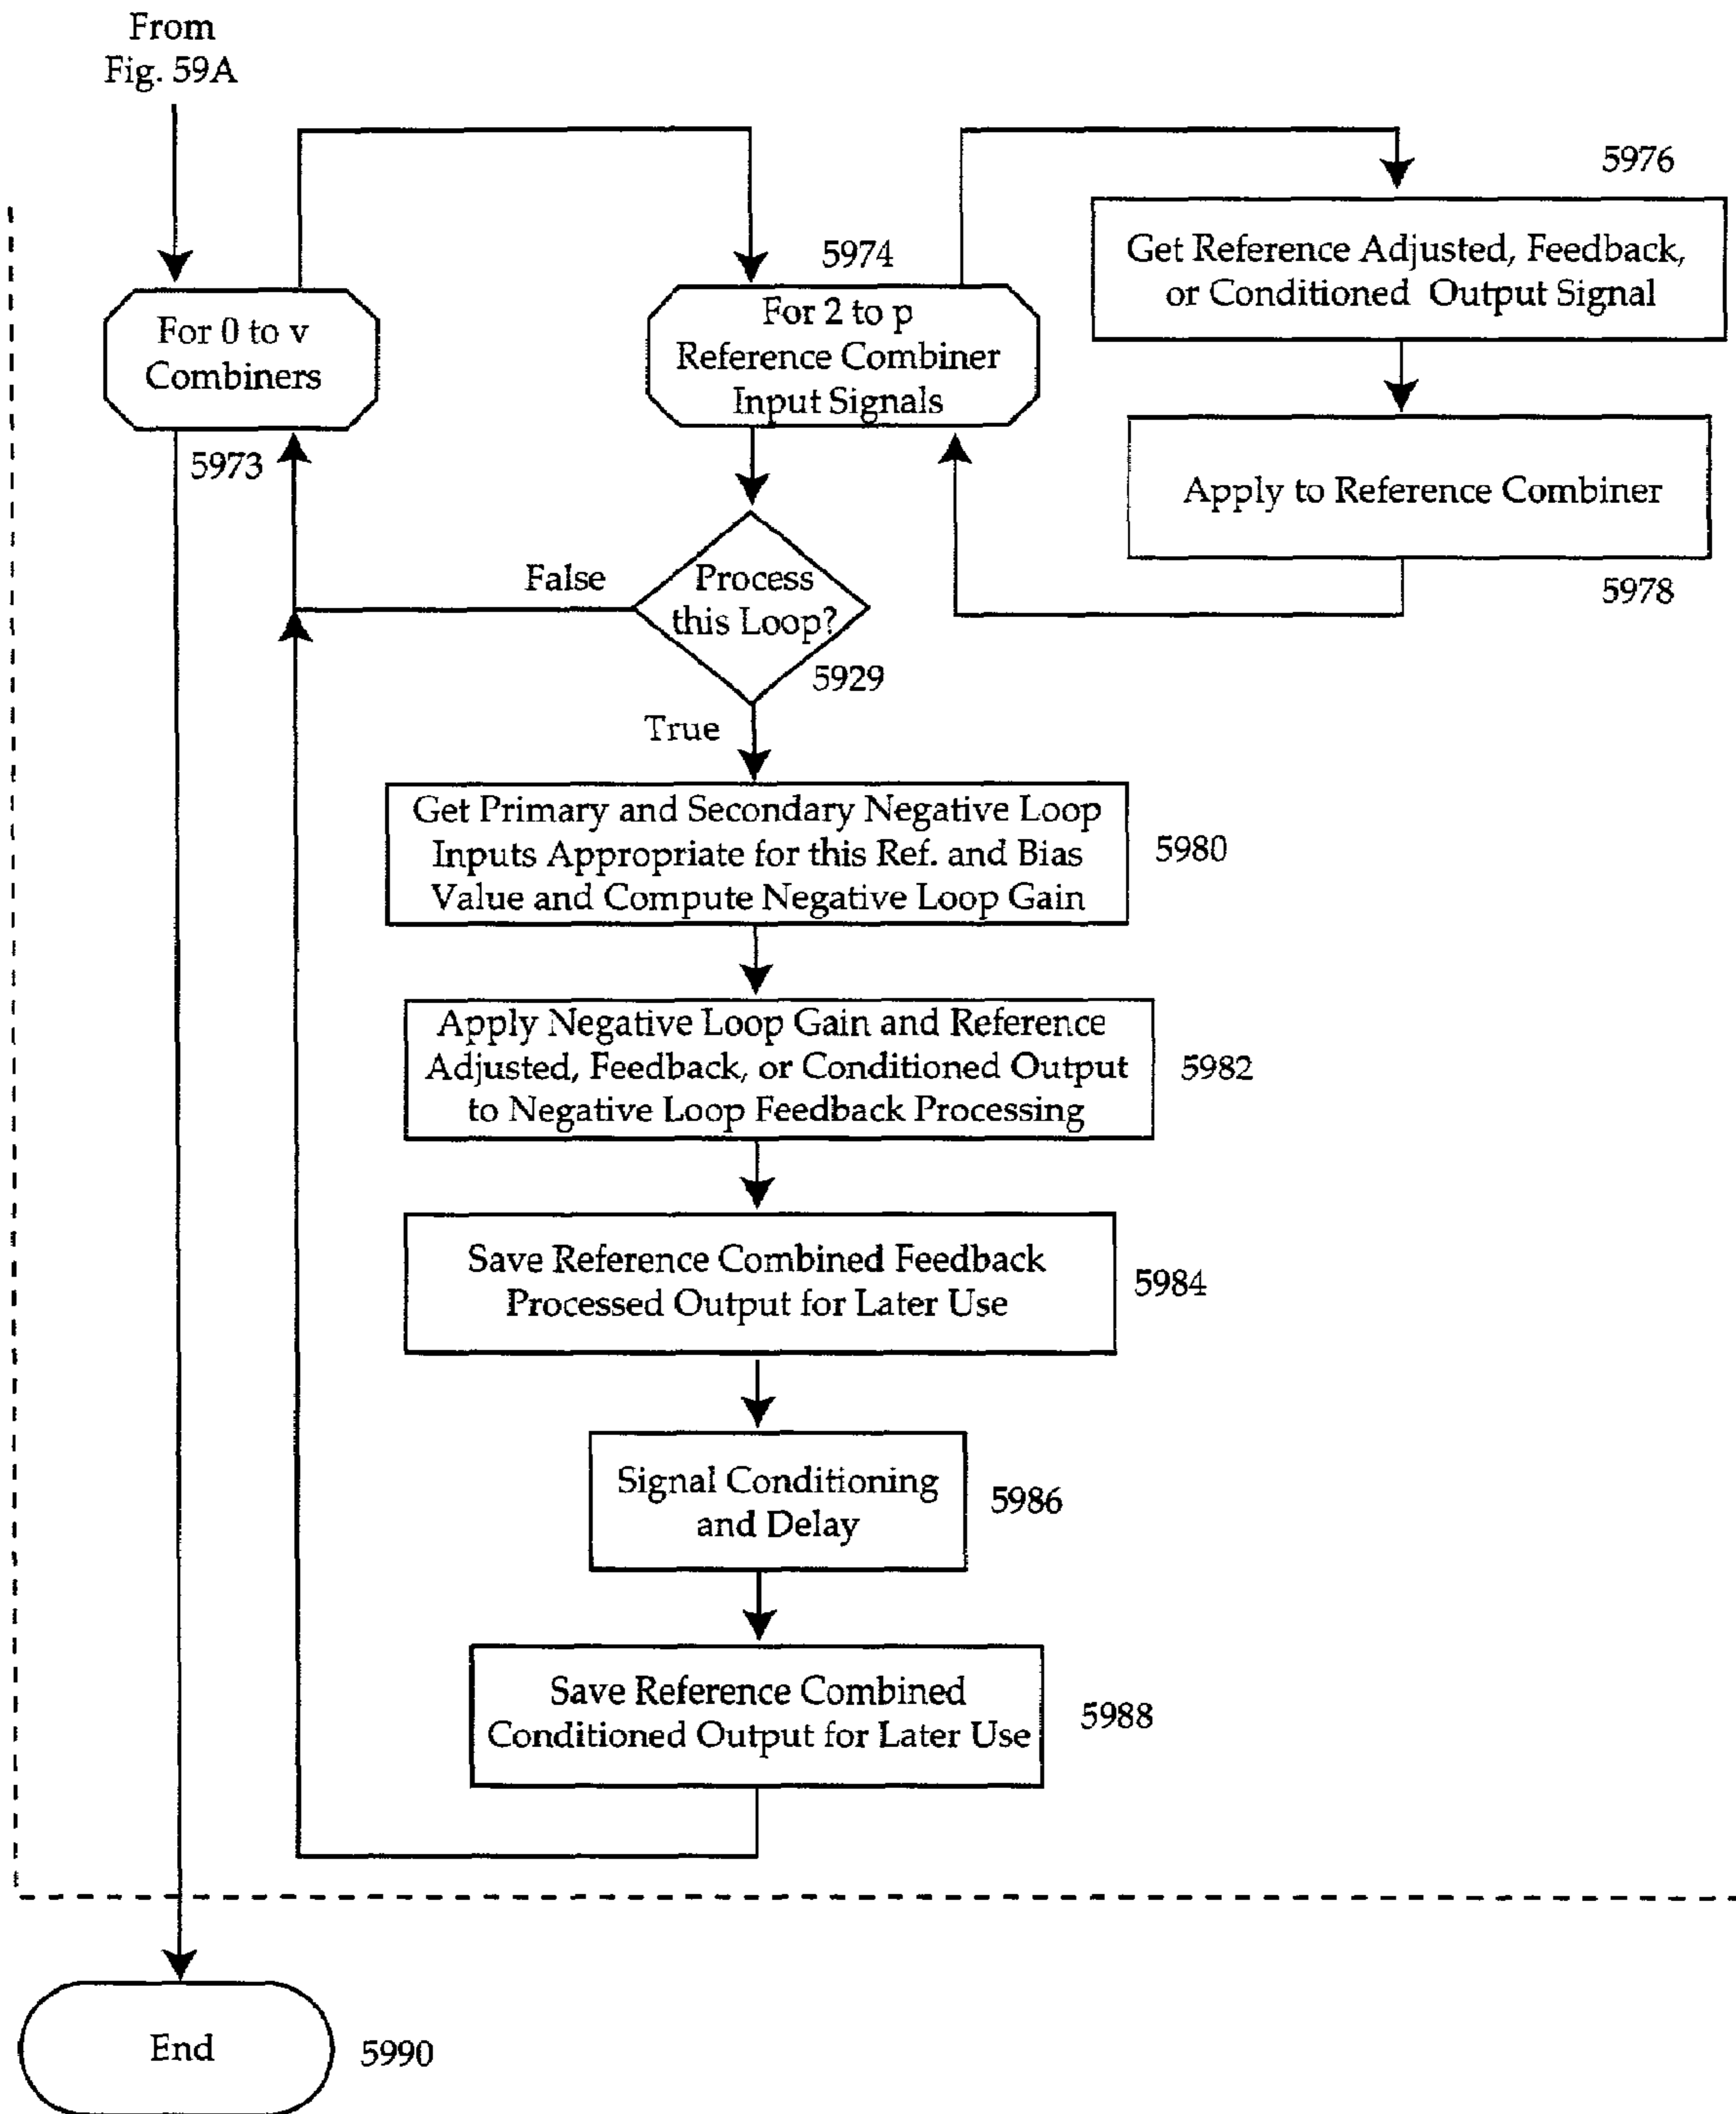 From
Fig. 59A
5976
Get Reference Adjusted, Feedback,
or Conditioned Output Signal
5974
For 0 to v
Combiners
For 2 to p
Reference Combiner
Input Signals
5973
Apply to Reference Combiner
5978
False
Process
this Loop?
5929
True
Get Primary and Secondary Negative Loop
Inputs Appropriate for this Ref. and Bias
Value and Compute Negative Loop Gain
5980
Apply Negative Loop Gain and Reference
Adjusted, Feedback, or Conditioned Output
to Negative Loop Feedback Processing
5982
Save Reference Combined Feedback
Processed Output for Later Use
5984
Signal Conditioning
and Delay
5986
Save Reference Combined
Conditioned Output for Later Use
5988
End
5990